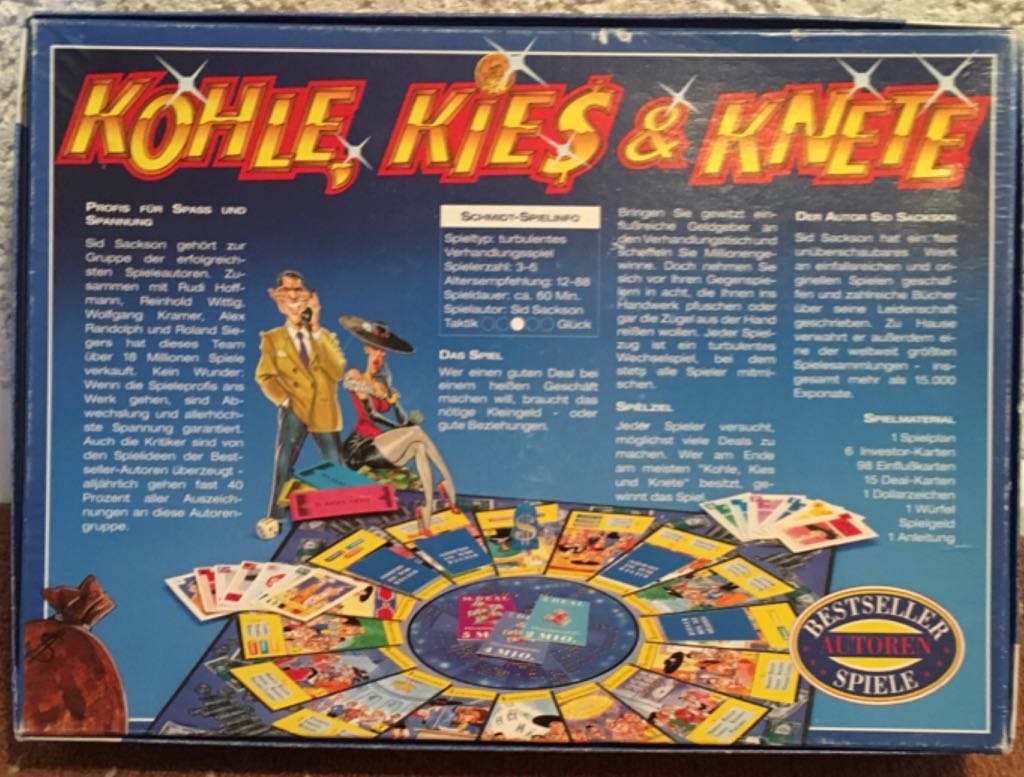 KOHLE, KIE$ & KNETE
PROFIS FÜR SPASS UND
SPANNUNG
Sid Sackson gehört zur
Gruppe der erfolgreich-
sten Spieleautoren. Zu-
sammen mit Rudi Hoff-
mann, Reinhold Wittig,
Wolfgang Kramer, Alex
Randolph und Roland Sie-
gers hat dieses Team
über 18 Millionen Spiele
verkauft. Kein Wunder:
Wenn die Spieleprofis ans
Werk gehen, sind Ab-
wechslung und allerhöch-
ste Spannung garantiert.
Auch die Kritiker sind von
den Spielideen der Best-
seller-Autoren überzeugt -
alljährlich gehen fast 40
Prozent aller Auszeich-
nungen an diese Autoren-
gruppe.
SCHMIDT-SPIELINFO
Spieltyp: turbulentes
Verhandlungsspiel
Spielerzahl: 3-6
Altersempfehlung: 12-88
Spieldauer: ca. 60 Min.
Spielautor: Sid Sackson
Taktik Glück
DAS SPIEL
Wer einen guten Deal bei
einem heißen Geschäft
machen will, braucht das
nötige Kleingeld - oder
gute Beziehungen.
Bringen Sie gewitzt ein-
flußreiche Geldgeber an
den Verhandlungstisch und
scheffeln Sie Millionenge-
winne. Doch nehmen Sie
sich vor Ihren Gegenspie-
lern in acht, die Ihnen ins
Handwerk pfuschen oder
gar die Zügel aus der Hand
reißen wollen. Jeder Spiel-
zug ist ein turbulentes
Wechselspiel, bei dem
stets alle Spieler mitmi-
schen.
SPIELZIEL
Jeder Spieler versucht,
möglichst viele Deals zu
machen. Wer am Ende
am meisten "Kohle, Kies
und Knete" besitzt, ge-
winnt das Spiel.
DER AUTOR SID SACKSON
Sid Sackson hat ein fast
unüberschaubares Werk
an einfallsreichen und ori-
ginellen Spielen geschaf-
fen und zahlreiche Bücher
über seine Leidenschaft
geschrieben. Zu Hause
verwahrt er außerdem ei-
ne der weltweit größten
Spielesammlungen - ins-
gesamt mehr als 15.000
Exponate.
SPIELMATERIAL
1 Spielplan
6 Investor-Karten
98 Einflußkarten
15 Deal-Karten
1 Dollarzeichen
1 Würfel
Spielgeld
1 Anleitung
BESTSELLER
AUTOREN
SPIELE